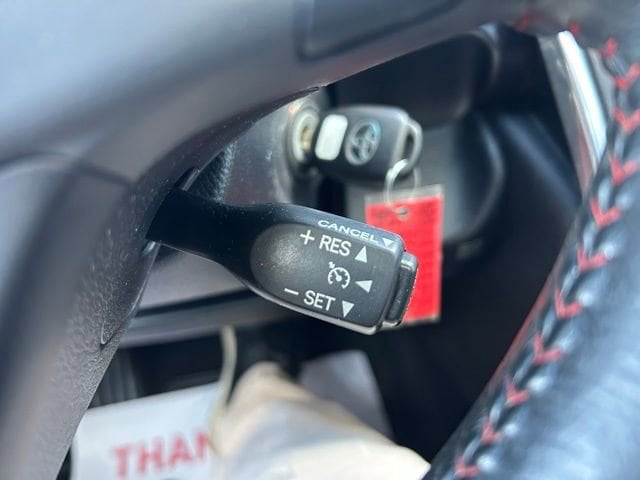 CANCEL▼
+ RES ▲
− SET ▼
THAN